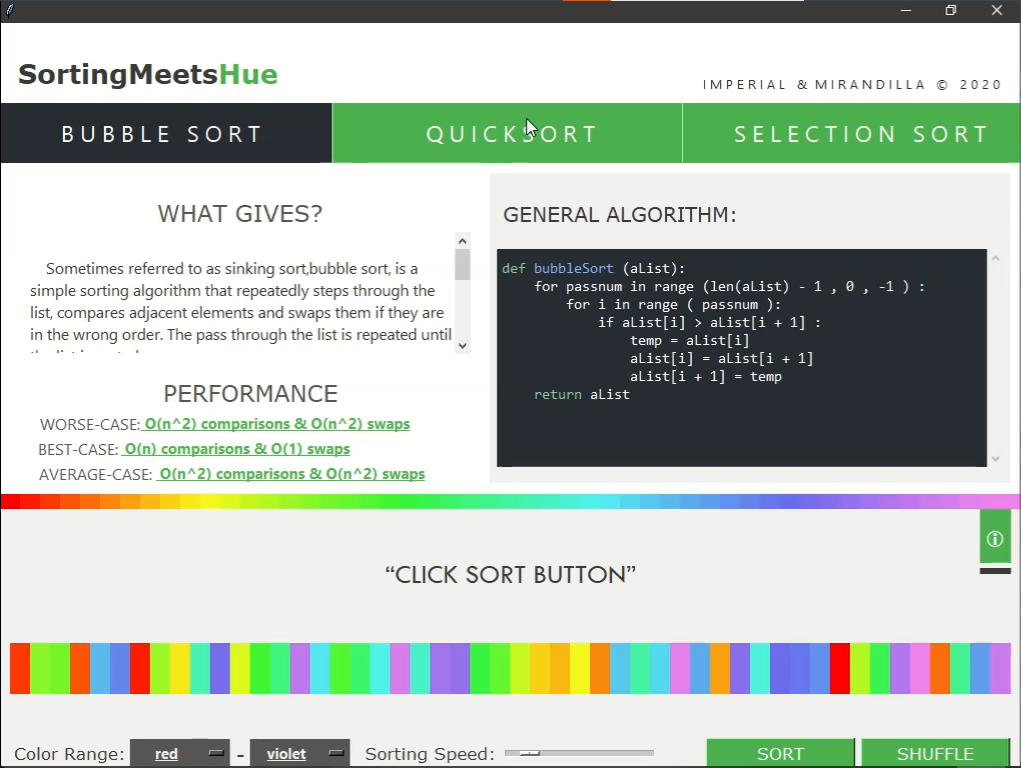 SortingMeetsHue
IMPERIAL & MIRANDILLA © 2020
BUBBLE SORT
QUICKSORT
SELECTION SORT
WHAT GIVES?
Sometimes referred to as sinking sort,bubble sort, is a
simple sorting algorithm that repeatedly steps through the
list, compares adjacent elements and swaps them if they are
in the wrong order. The pass through the list is repeated until
PERFORMANCE
WORSE-CASE: O(n^2) comparisons & O(n^2) swaps
BEST-CASE: O(n) comparisons & O(1) swaps
AVERAGE-CASE: O(n^2) comparisons & O(n^2) swaps
GENERAL ALGORITHM:
def bubbleSort (aList):
    for passnum in range (len(aList) - 1 , 0 , -1 ) :
        for i in range ( passnum ):
            if aList[i] > aList[i + 1] :
                temp = aList[i]
                aList[i] = aList[i + 1]
                aList[i + 1] = temp
    return aList
“CLICK SORT BUTTON”
Color Range: red - violet Sorting Speed: SORT SHUFFLE